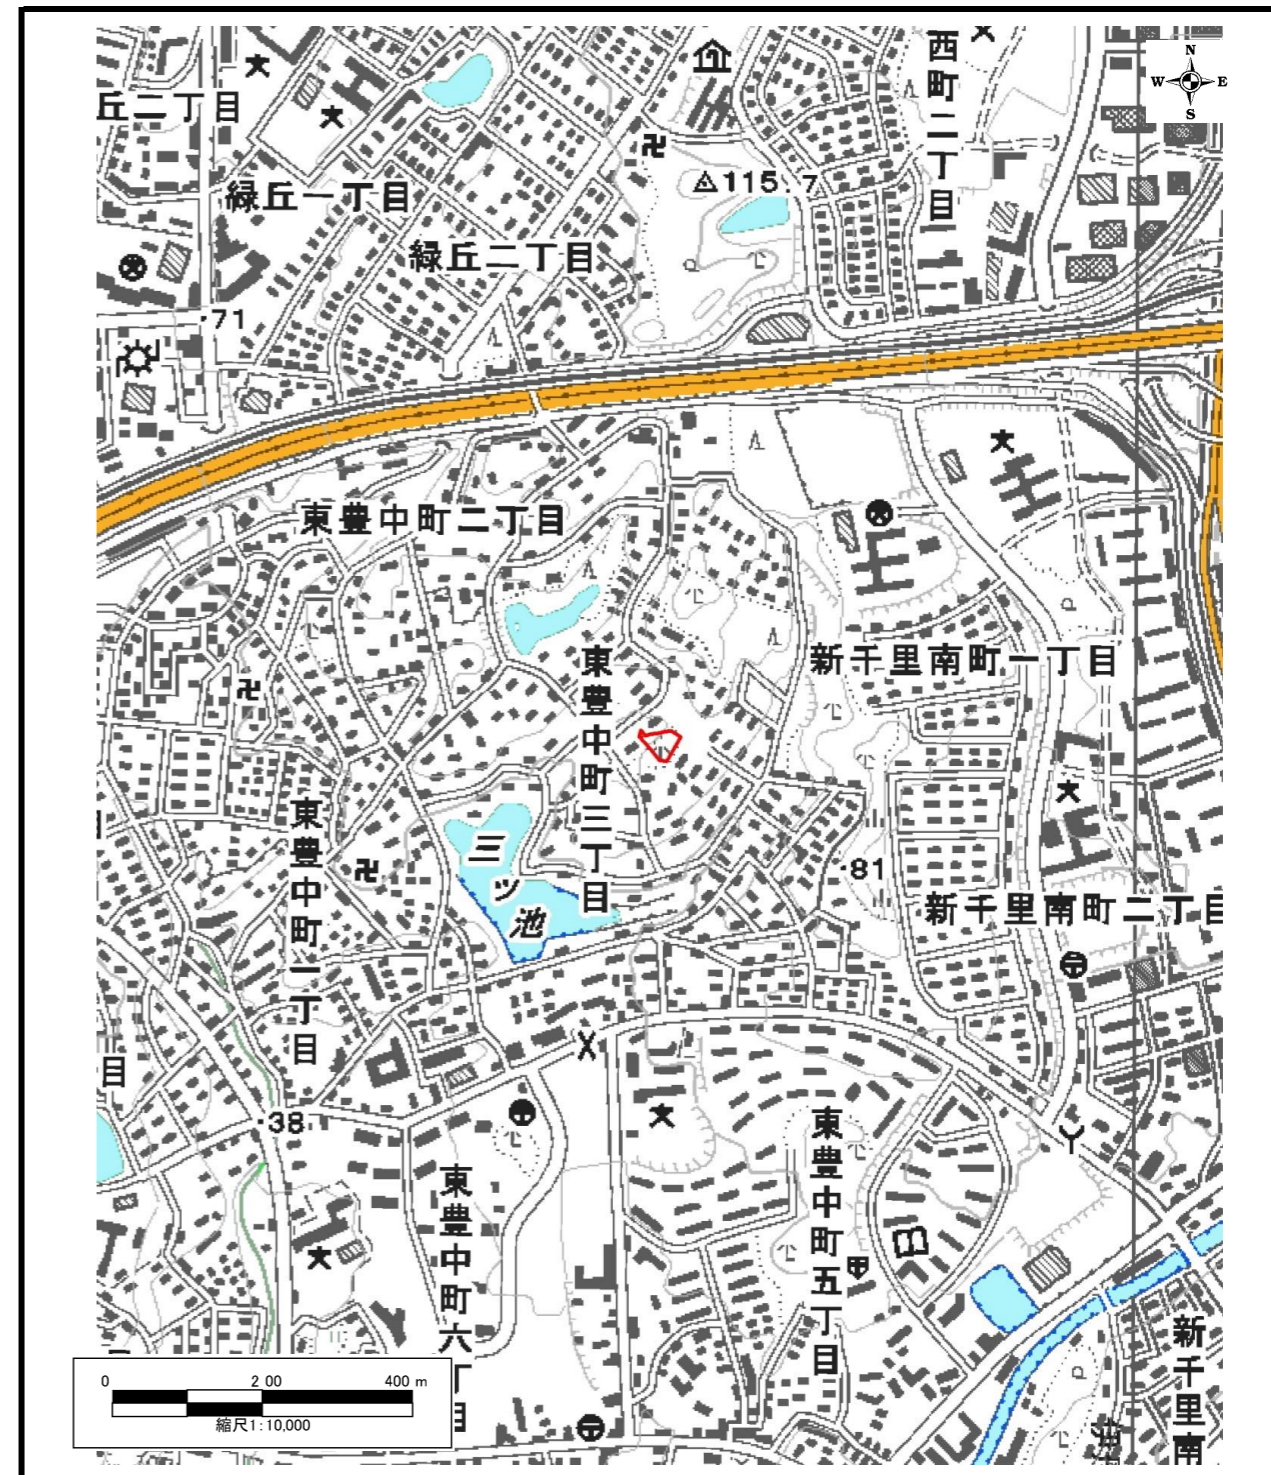 N
W E
S
西町二丁目
丘二丁目
緑丘一丁目
△115.7
緑丘二丁目
・71
東豊中町二丁目
東豊中町三丁目
新千里南町一丁目
東豊中町一丁目
三ッ池
・81
新千里南町二丁目
目
・38
東豊中町六丁目
東豊中町五丁目
新千里南
0 2 00 400 m
縮尺1:10,000